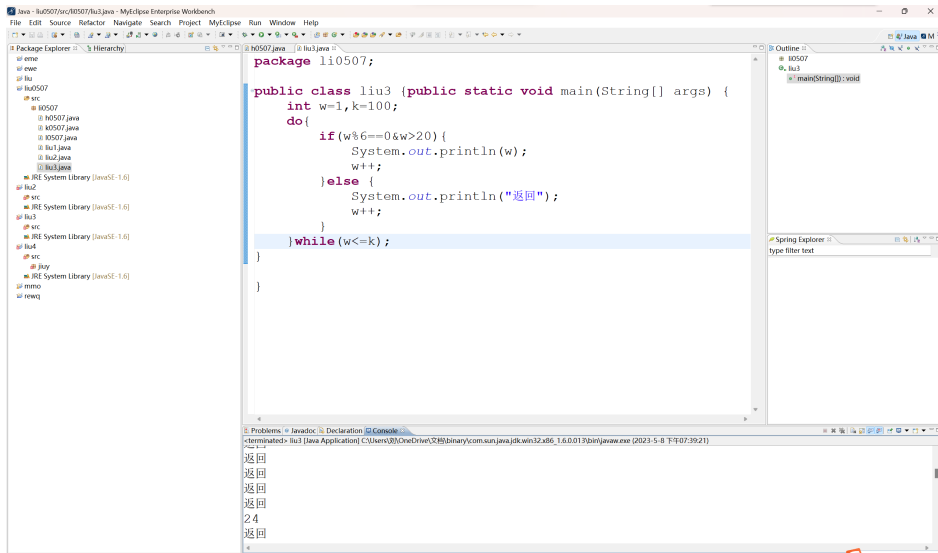 Java - liu0507/src/li0507/liu3.java - MyEclipse Enterprise Workbench
File Edit Source Refactor Navigate Search Project MyEclipse Run Window Help
Java
Package Explorer Hierarchy
eme
ewe
liu
liu0507
src
li0507
h0507.java
k0507.java
l0507.java
liu1.java
liu2.java
liu3.java
JRE System Library [JavaSE-1.6]
liu2
src
JRE System Library [JavaSE-1.6]
liu3
src
JRE System Library [JavaSE-1.6]
liu4
src
jiuy
JRE System Library [JavaSE-1.6]
mmo
rewq
h0507.java liu3.java
package li0507;
public class liu3 {public static void main(String[] args) {
int w=1,k=100;
do{
if(w%6==0&w>20){
System.out.println(w);
w++;
}else {
System.out.println("返回");
w++;
}
}while(w<=k);
}
}
Outline
li0507
liu3
main(String[]) : void
Spring Explorer
type filter text
Problems Javadoc Declaration Console
<terminated> liu3 [Java Application] C:\Users\刘\OneDrive\文档\binary\com.sun.java.jdk.win32.x86_1.6.0.013\bin\javaw.exe (2023-5-8 下午07:39:21)
返回
返回
返回
返回
24
返回